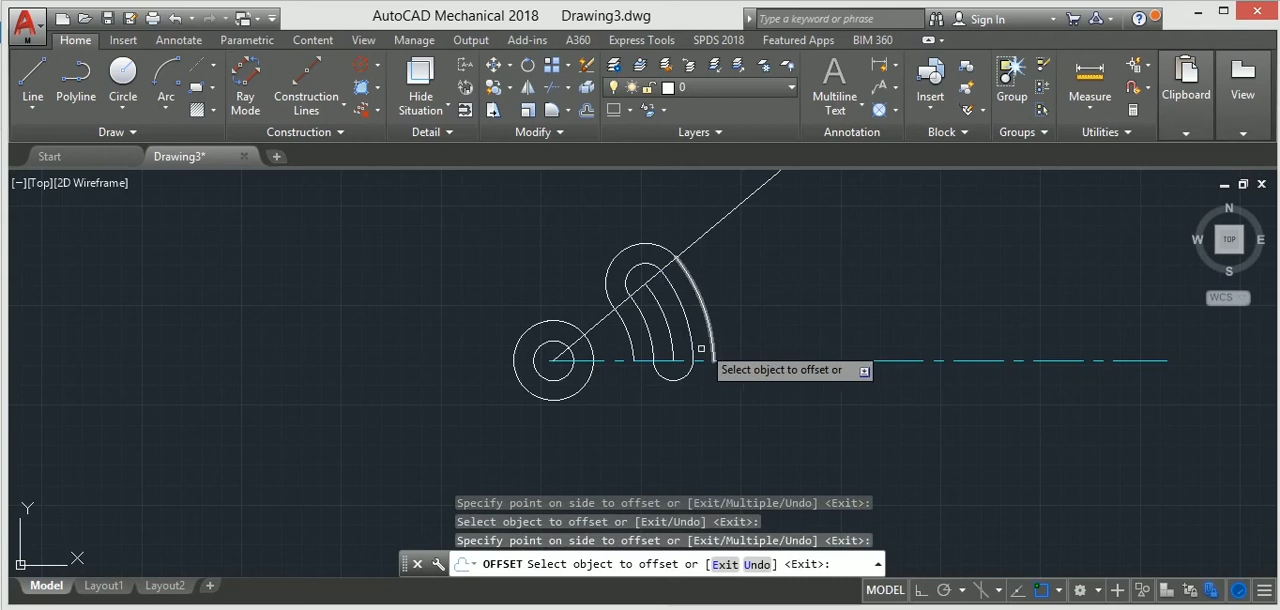 AutoCAD Mechanical 2018 Drawing3.dwg
Type a keyword or phrase
Sign In
M
Home Insert Annotate Parametric Content View Manage Output Add-ins A360 Express Tools SPDS 2018 Featured Apps BIM 360
0
Line Polyline Circle Arc Ray Mode Construction Lines Hide Situation Multiline Text Insert Group Measure Clipboard View
Draw Construction Detail Modify Layers Annotation Block Groups Utilities
Start Drawing3*
[−][Top][2D Wireframe]
N
W TOP E
S
WCS
Select object to offset or
Y
X
Specify point on side to offset or [Exit/Multiple/Undo] <Exit>:
Select object to offset or [Exit/Undo] <Exit>:
Specify point on side to offset or [Exit/Multiple/Undo] <Exit>:
OFFSET Select object to offset or [Exit Undo] <Exit>:
Model Layout1 Layout2 +
MODEL